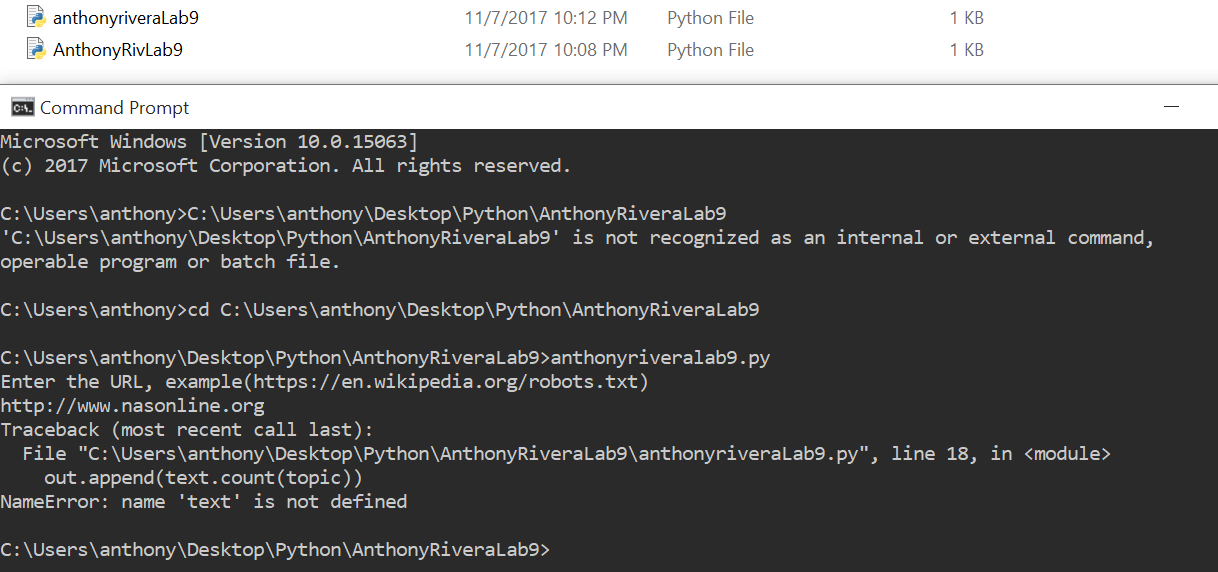 anthonyriveraLab9 11/7/2017 10:12 PM Python File 1 KB
AnthonyRivLab9 11/7/2017 10:08 PM Python File 1 KB
Command Prompt
Microsoft Windows [Version 10.0.15063]
(c) 2017 Microsoft Corporation. All rights reserved.
C:\Users\anthony>C:\Users\anthony\Desktop\Python\AnthonyRiveraLab9
'C:\Users\anthony\Desktop\Python\AnthonyRiveraLab9' is not recognized as an internal or external command,
operable program or batch file.
C:\Users\anthony>cd C:\Users\anthony\Desktop\Python\AnthonyRiveraLab9
C:\Users\anthony\Desktop\Python\AnthonyRiveraLab9>anthonyriveralab9.py
Enter the URL, example(https://en.wikipedia.org/robots.txt)
http://www.nasonline.org
Traceback (most recent call last):
  File "C:\Users\anthony\Desktop\Python\AnthonyRiveraLab9\anthonyriveraLab9.py", line 18, in <module>
    out.append(text.count(topic))
NameError: name 'text' is not defined
C:\Users\anthony\Desktop\Python\AnthonyRiveraLab9>